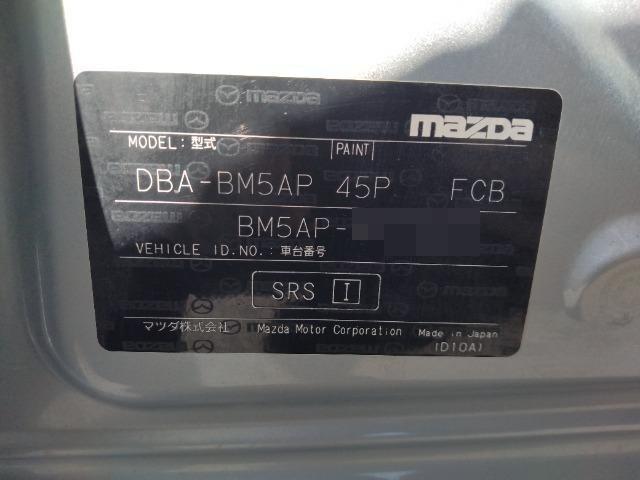 mazda
MODEL: 型式 PAINT
DBA-BM5AP 45P FCB
BM5AP-
VEHICLE ID.NO.: 車台番号
SRS I
マツダ株式会社 Mazda Motor Corporation Made in Japan
(D10A)